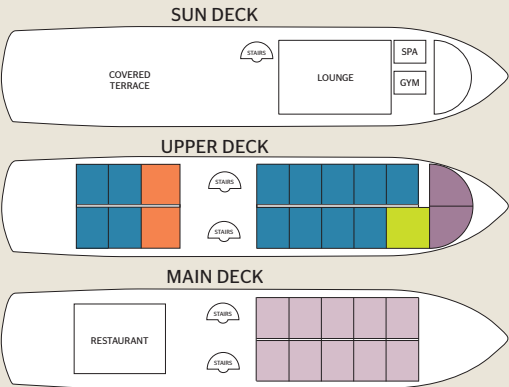 SUN DECK
STAIRS
COVERED
TERRACE
LOUNGE
SPA
GYM
UPPER DECK
STAIRS
STAIRS
MAIN DECK
RESTAURANT
STAIRS
STAIRS